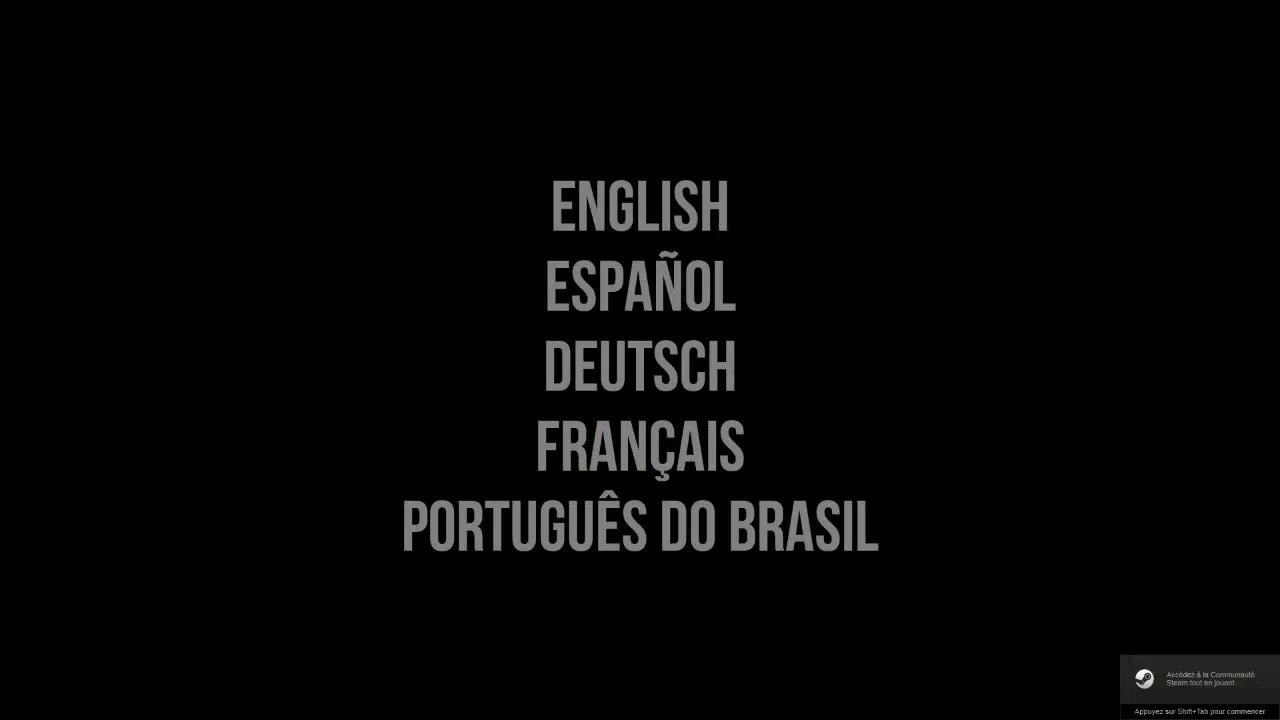 ENGLISH
ESPAÑOL
DEUTSCH
FRANÇAIS
PORTUGUÊS DO BRASIL
Accédez à la Communauté
Steam tout en jouant.
Appuyez sur Shift+Tab pour commencer